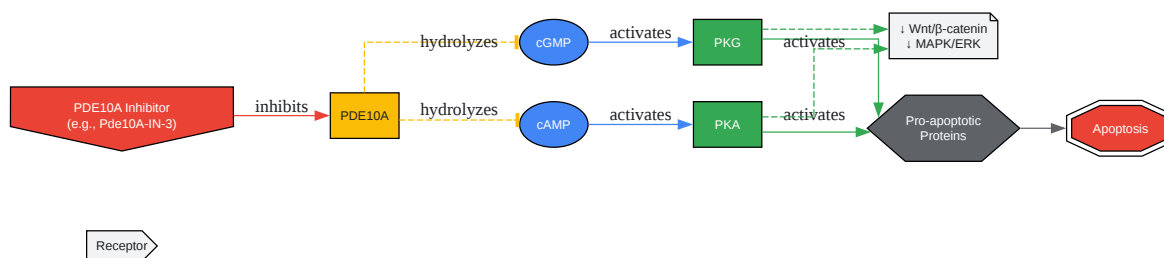 PDE10A Inhibitor
(e.g., Pde10A-IN-3)
inhibits
PDE10A
hydrolyzes
hydrolyzes
cGMP
cAMP
activates
activates
PKG
PKA
activates
activates
↓ Wnt/β-catenin
↓ MAPK/ERK
Pro-apoptotic
Proteins
Apoptosis
Receptor